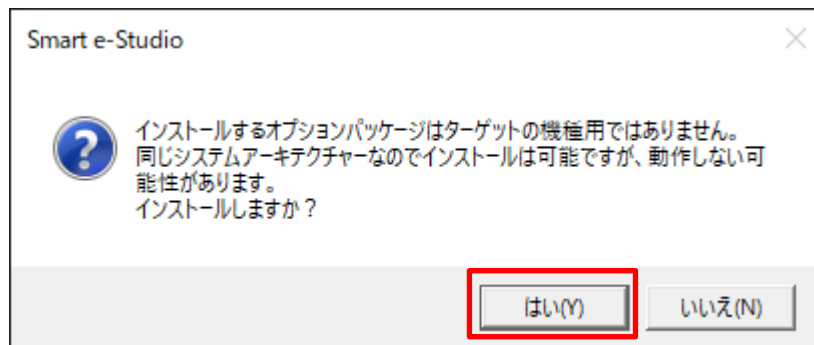 Smart e-Studio
インストールするオプションパッケージはターゲットの機種用ではありません。
同じシステムアーキテクチャーなのでインストールは可能ですが、動作しない可
能性があります。
インストールしますか？
はい(Y)
いいえ(N)